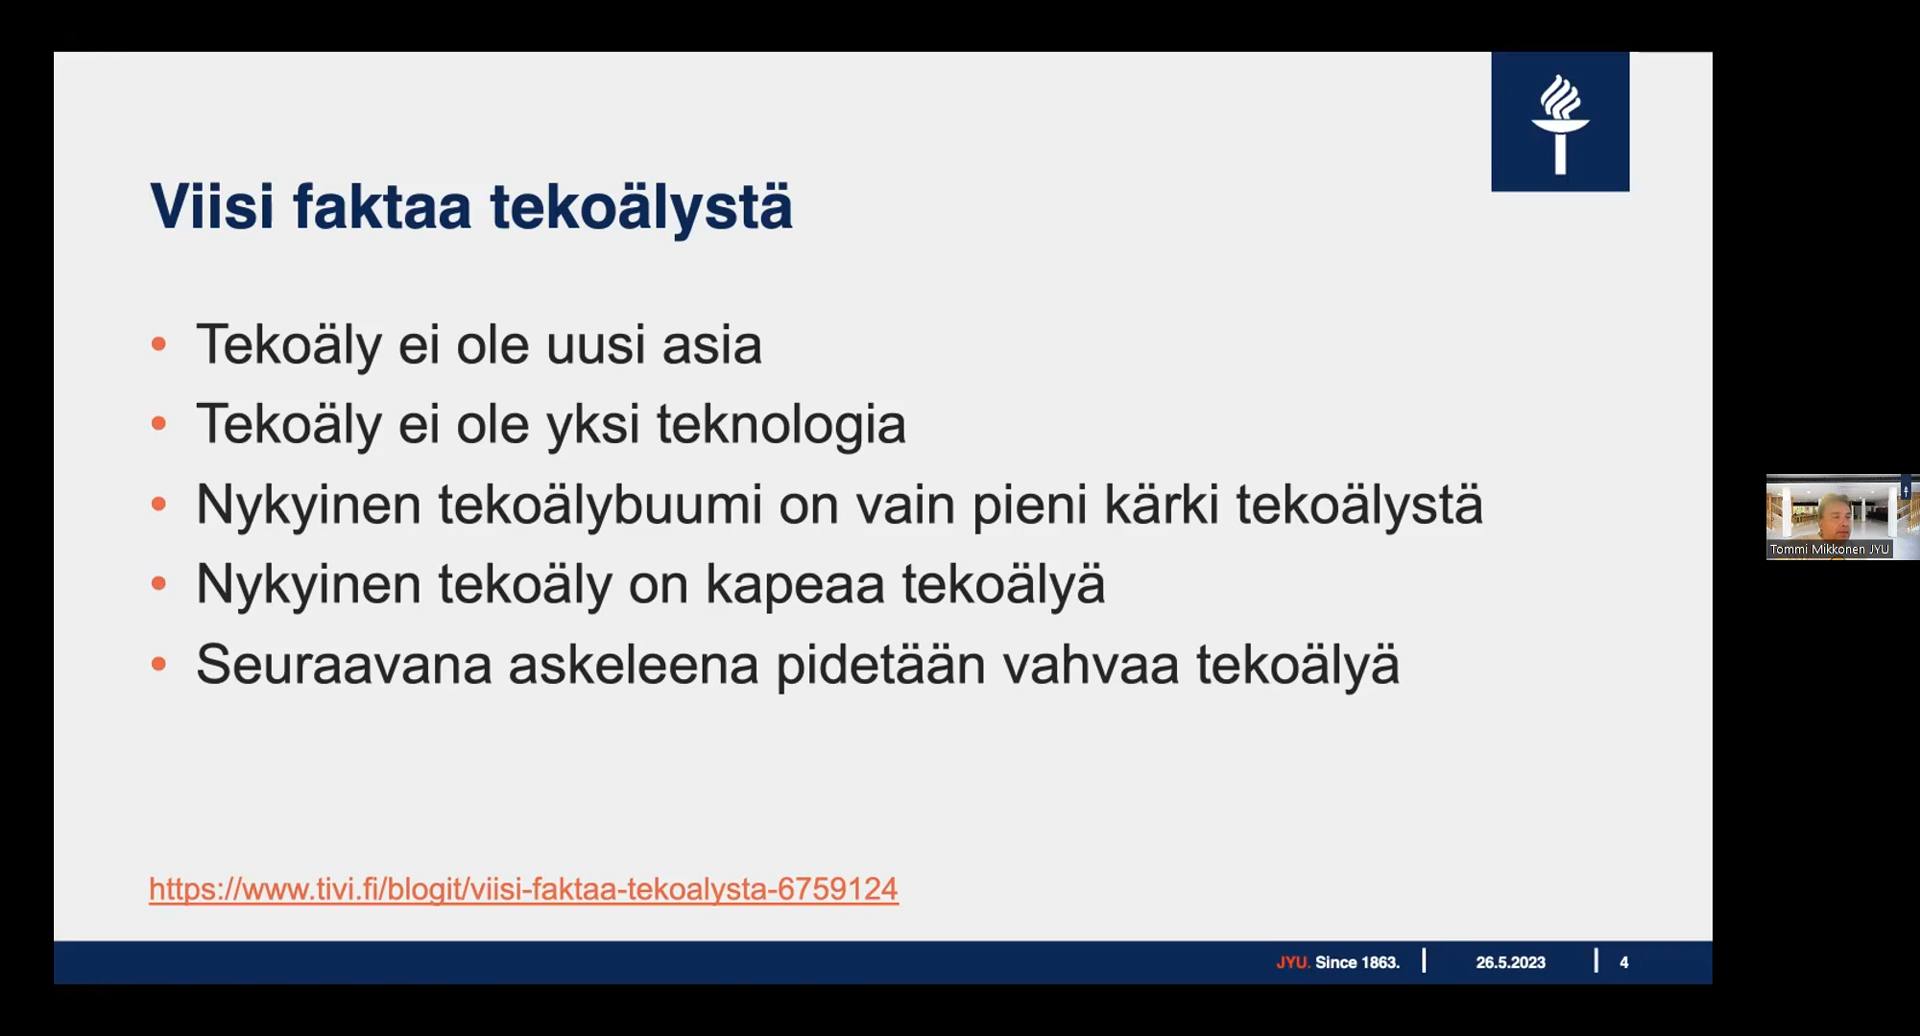 Viisi faktaa tekoälystä
Tekoäly ei ole uusi asia
Tekoäly ei ole yksi teknologia
Nykyinen tekoälybuumi on vain pieni kärki tekoälystä
Nykyinen tekoäly on kapeaa tekoälyä
Seuraavana askeleena pidetään vahvaa tekoälyä
https://www.tivi.fi/blogit/viisi-faktaa-tekoalysta-6759124
JYU. Since 1863. 26.5.2023 4
Tommi Mikkonen JYU